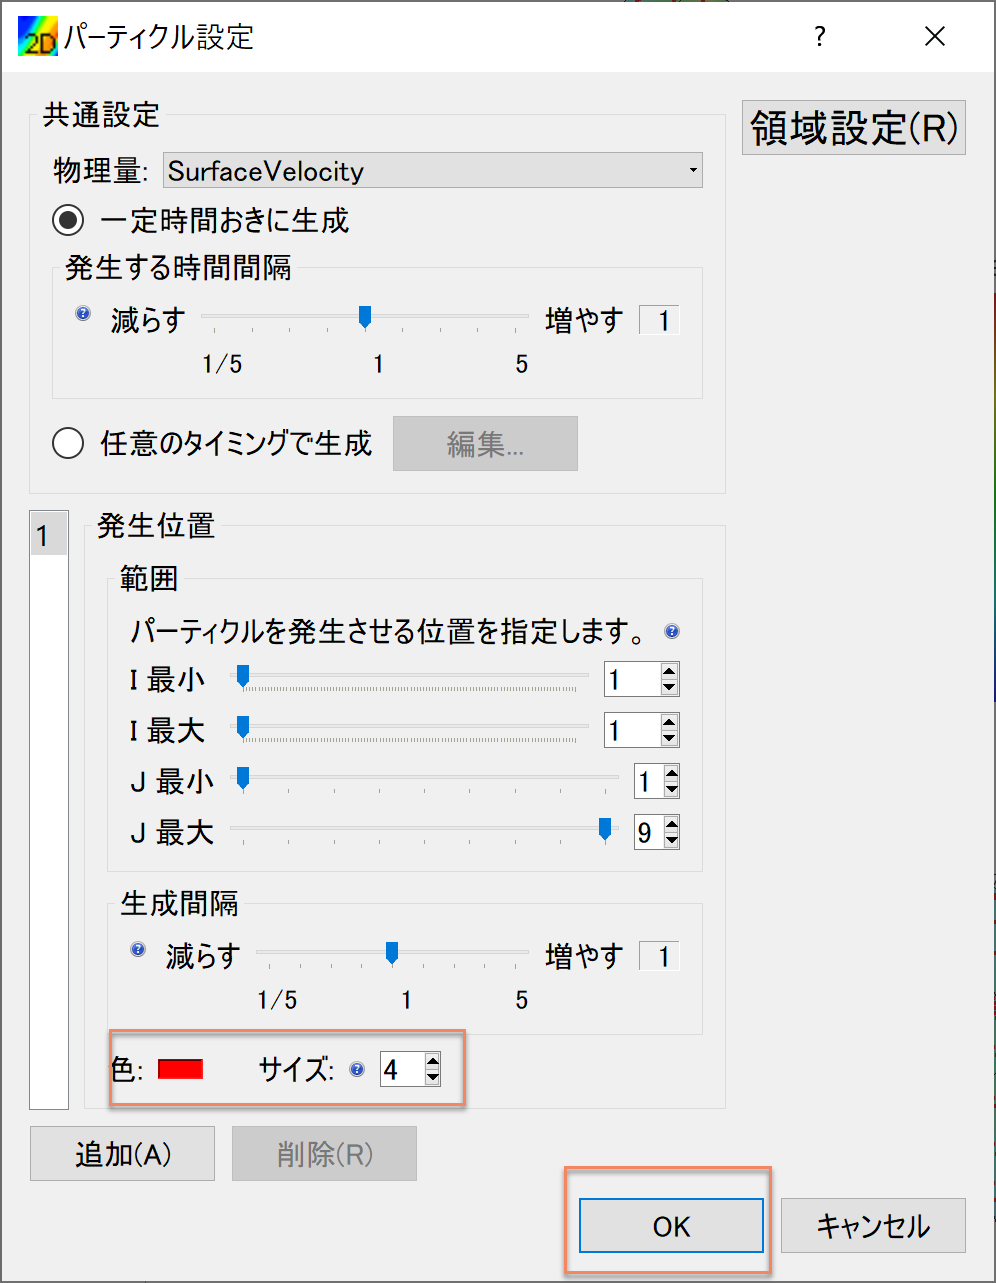 2D パーティクル設定 ?
共通設定
領域設定(R)
物理量: SurfaceVelocity
一定時間おきに生成
発生する時間間隔
? 減らす 増やす 1
1/5 1 5
任意のタイミングで生成 編集...
1
発生位置
範囲
パーティクルを発生させる位置を指定します。 ?
I 最小 1
I 最大 1
J 最小 1
J 最大 9
生成間隔
? 減らす 増やす 1
1/5 1 5
色: サイズ: ? 4
追加(A) 削除(R)
OK キャンセル